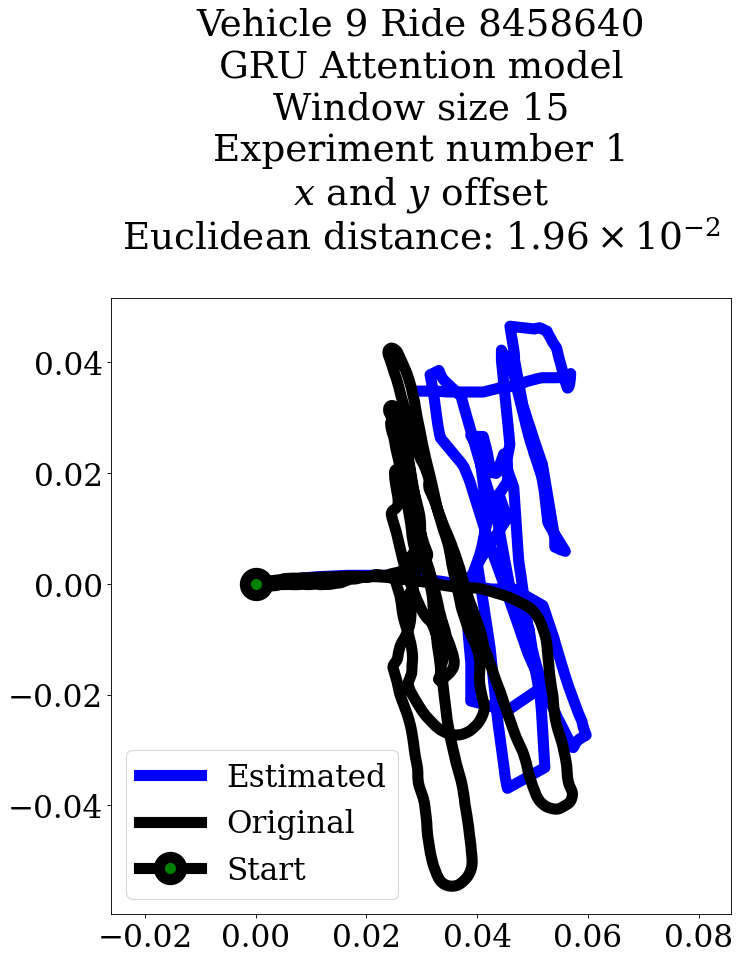 Vehicle 9 Ride 8458640
GRU Attention model
Window size 15
Experiment number 1
x and y offset
Euclidean distance: 1.96 × 10⁻²
0.04
0.02
0.00
−0.02
−0.04
Estimated
Original
Start
−0.02 0.00 0.02 0.04 0.06 0.08